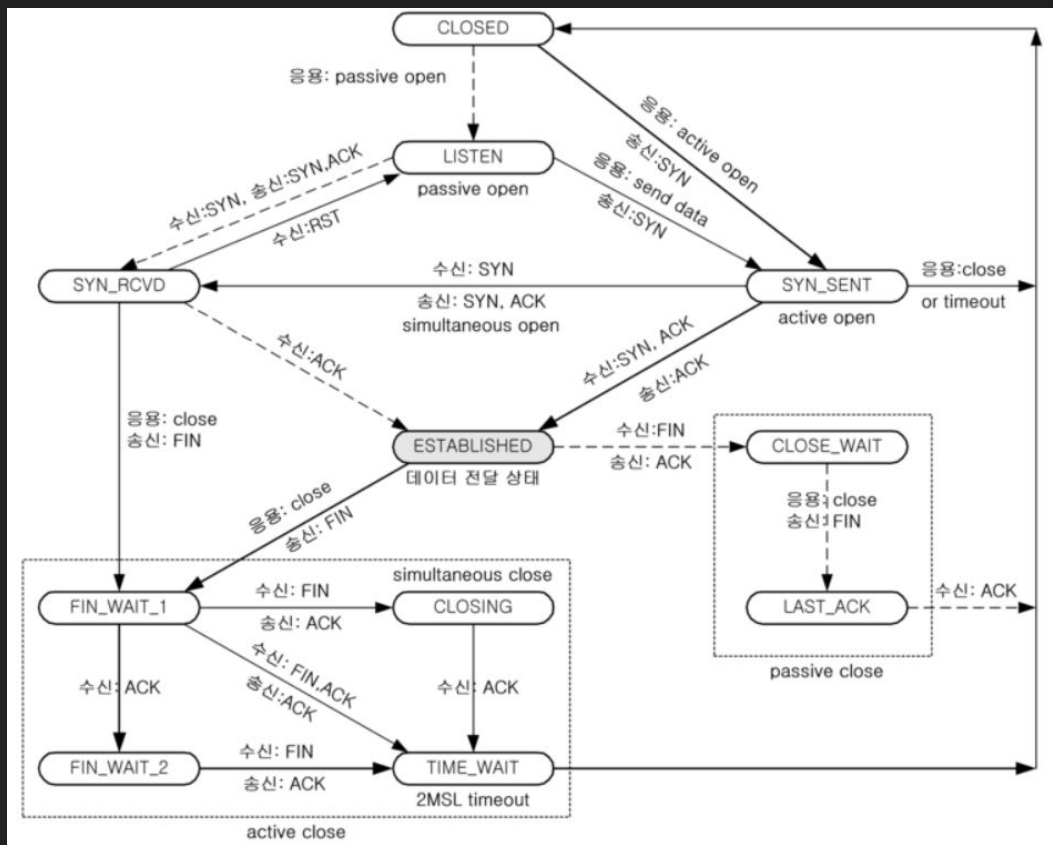 CLOSED
응용: passive open
응용: active open
송신:SYN
LISTEN
passive open
수신:SYN, 송신:SYN,ACK
수신:RST
응용: send data
송신:SYN
SYN_RCVD
수신: SYN
송신: SYN, ACK
simultaneous open
SYN_SENT
active open
응용:close
or timeout
수신:ACK
수신:SYN, ACK
송신:ACK
응용: close
송신: FIN
ESTABLISHED
데이터 전달 상태
수신:FIN
송신: ACK
CLOSE_WAIT
응용: close
송신: FIN
응용: close
송신: FIN
simultaneous close
FIN_WAIT_1
수신: FIN
송신: ACK
CLOSING
LAST_ACK
수신: ACK
passive close
수신: ACK
수신: FIN,ACK
송신:ACK
수신: ACK
FIN_WAIT_2
수신: FIN
송신: ACK
TIME_WAIT
2MSL timeout
active close